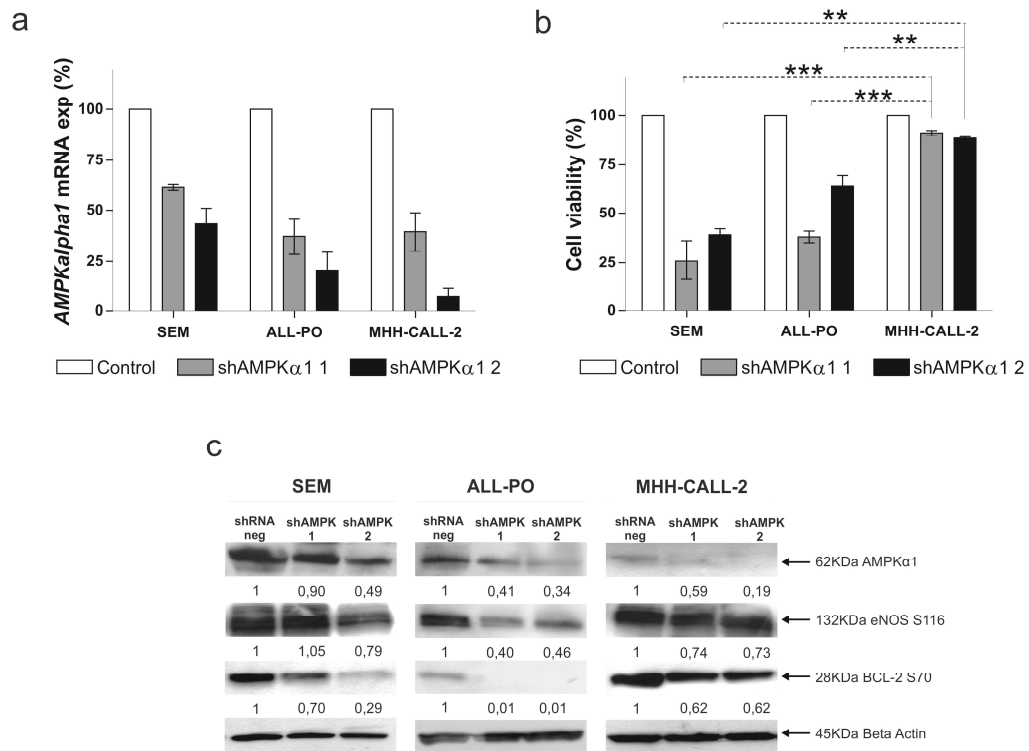 a
AMPKalpha1 mRNA exp (%)
100
75
50
25
0
SEM ALL-PO MHH-CALL-2
Control shAMPKα1 1 shAMPKα1 2
b
**
**
***
***
Cell viability (%)
100
75
50
25
0
SEM ALL-PO MHH-CALL-2
Control shAMPKα1 1 shAMPKα1 2
c
SEM ALL-PO MHH-CALL-2
shRNA neg shAMPK 1 shAMPK 2 shRNA neg shAMPK 1 shAMPK 2 shRNA neg shAMPK 1 shAMPK 2
62KDa AMPKα1
1 0,90 0,49 1 0,41 0,34 1 0,59 0,19
132KDa eNOS S116
1 1,05 0,79 1 0,40 0,46 1 0,74 0,73
28KDa BCL-2 S70
1 0,70 0,29 1 0,01 0,01 1 0,62 0,62
45KDa Beta Actin